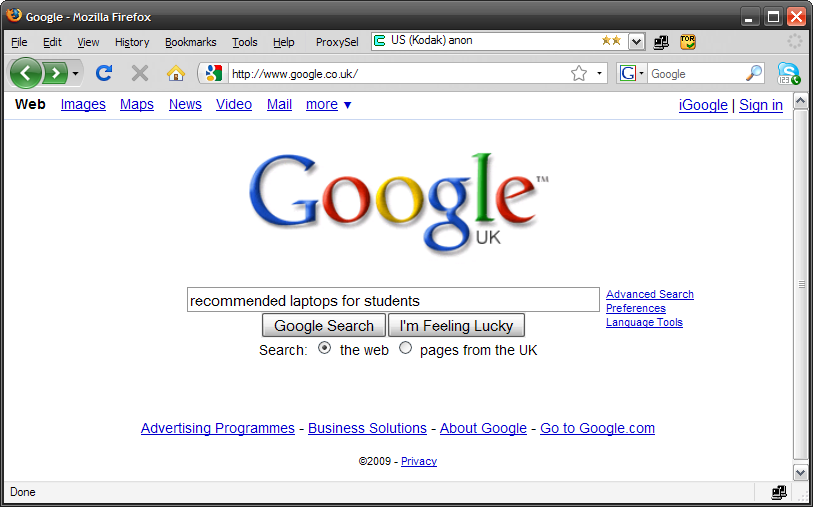 Google - Mozilla Firefox
File Edit View History Bookmarks Tools Help ProxySel US (Kodak) anon TOR
http://www.google.co.uk/ G Google 123
Web Images Maps News Video Mail more ▼ iGoogle | Sign in
Google™
UK
recommended laptops for students Advanced Search
Preferences
Google Search I'm Feeling Lucky Language Tools
Search: the web pages from the UK
Advertising Programmes - Business Solutions - About Google - Go to Google.com
©2009 - Privacy
Done